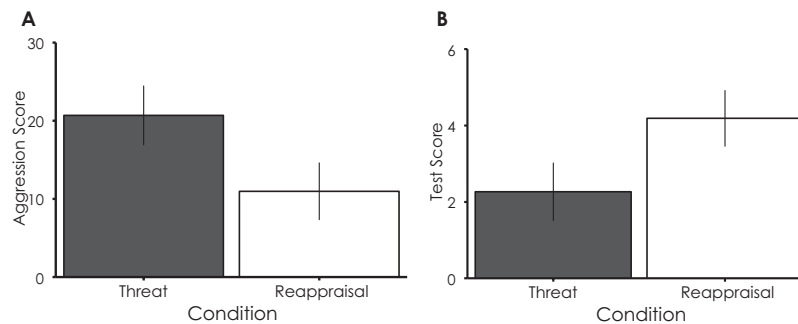 A
30
20
10
0
Aggression Score
Threat
Reappraisal
Condition
B
6
4
2
0
Test Score
Threat
Reappraisal
Condition